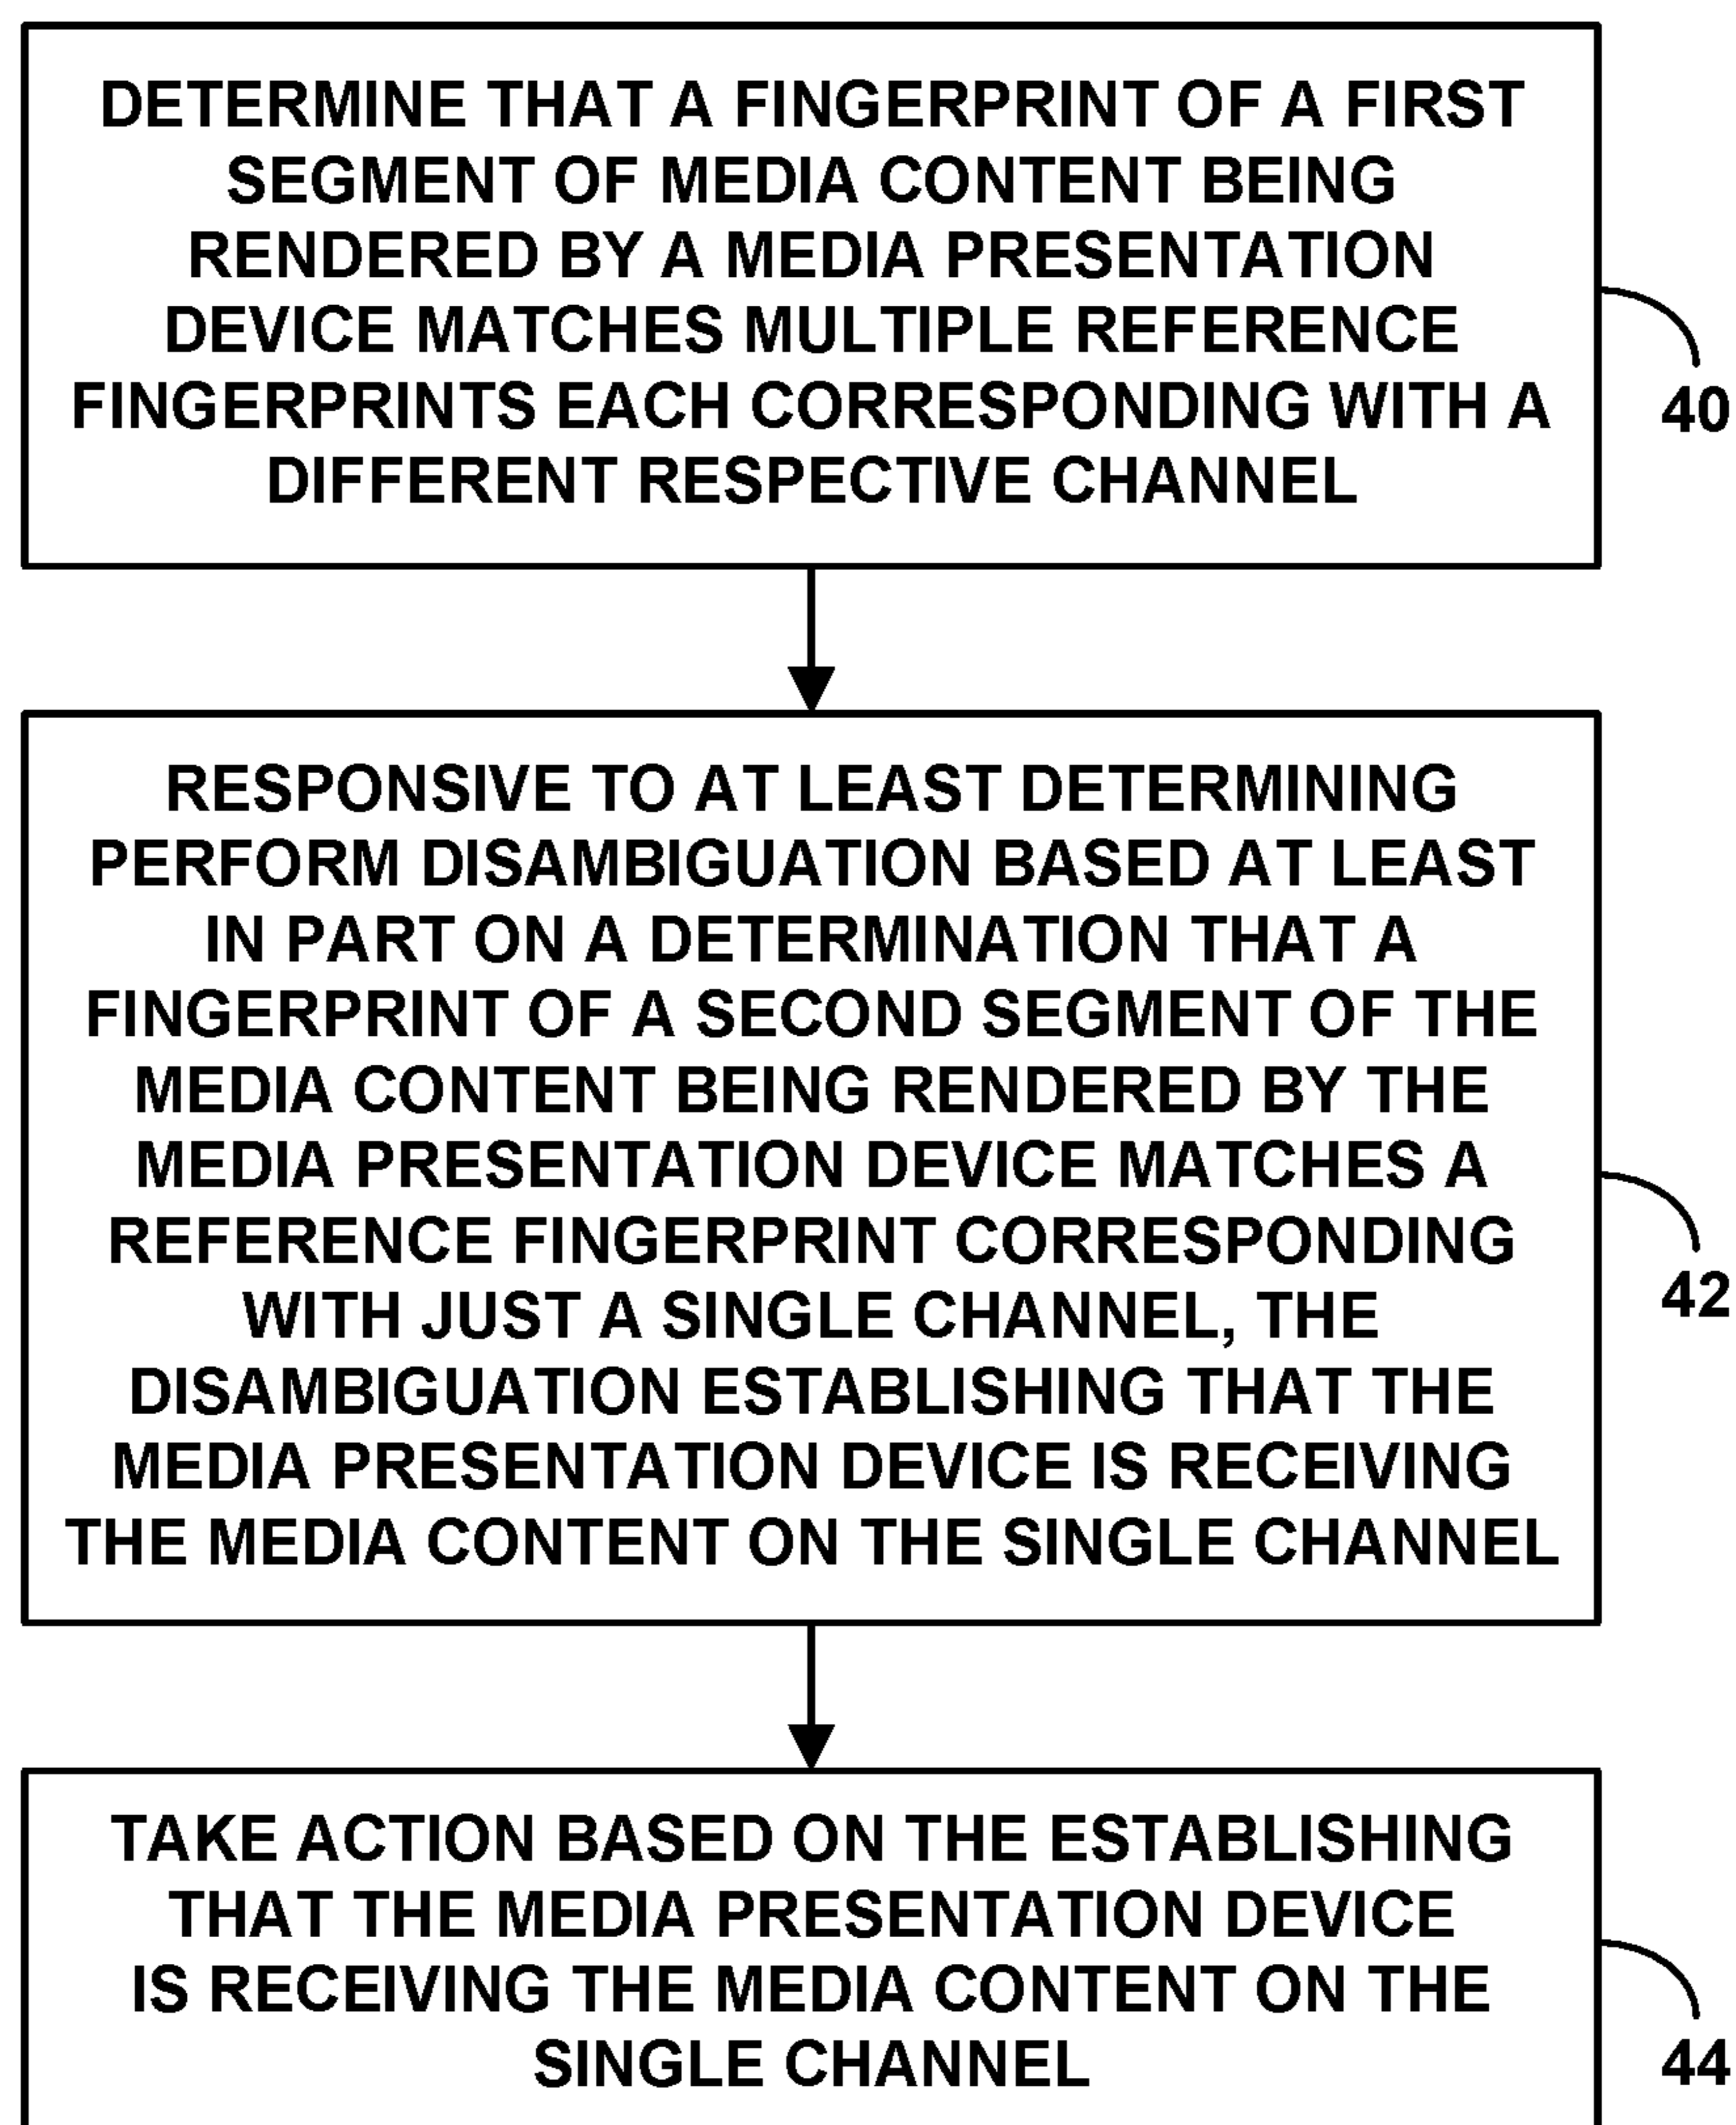 DETERMINE THAT A FINGERPRINT OF A FIRST
SEGMENT OF MEDIA CONTENT BEING
RENDERED BY A MEDIA PRESENTATION
DEVICE MATCHES MULTIPLE REFERENCE
FINGERPRINTS EACH CORRESPONDING WITH A
DIFFERENT RESPECTIVE CHANNEL
40
RESPONSIVE TO AT LEAST DETERMINING
PERFORM DISAMBIGUATION BASED AT LEAST
IN PART ON A DETERMINATION THAT A
FINGERPRINT OF A SECOND SEGMENT OF THE
MEDIA CONTENT BEING RENDERED BY THE
MEDIA PRESENTATION DEVICE MATCHES A
REFERENCE FINGERPRINT CORRESPONDING
WITH JUST A SINGLE CHANNEL, THE
DISAMBIGUATION ESTABLISHING THAT THE
MEDIA PRESENTATION DEVICE IS RECEIVING
THE MEDIA CONTENT ON THE SINGLE CHANNEL
42
TAKE ACTION BASED ON THE ESTABLISHING
THAT THE MEDIA PRESENTATION DEVICE
IS RECEIVING THE MEDIA CONTENT ON THE
SINGLE CHANNEL
44